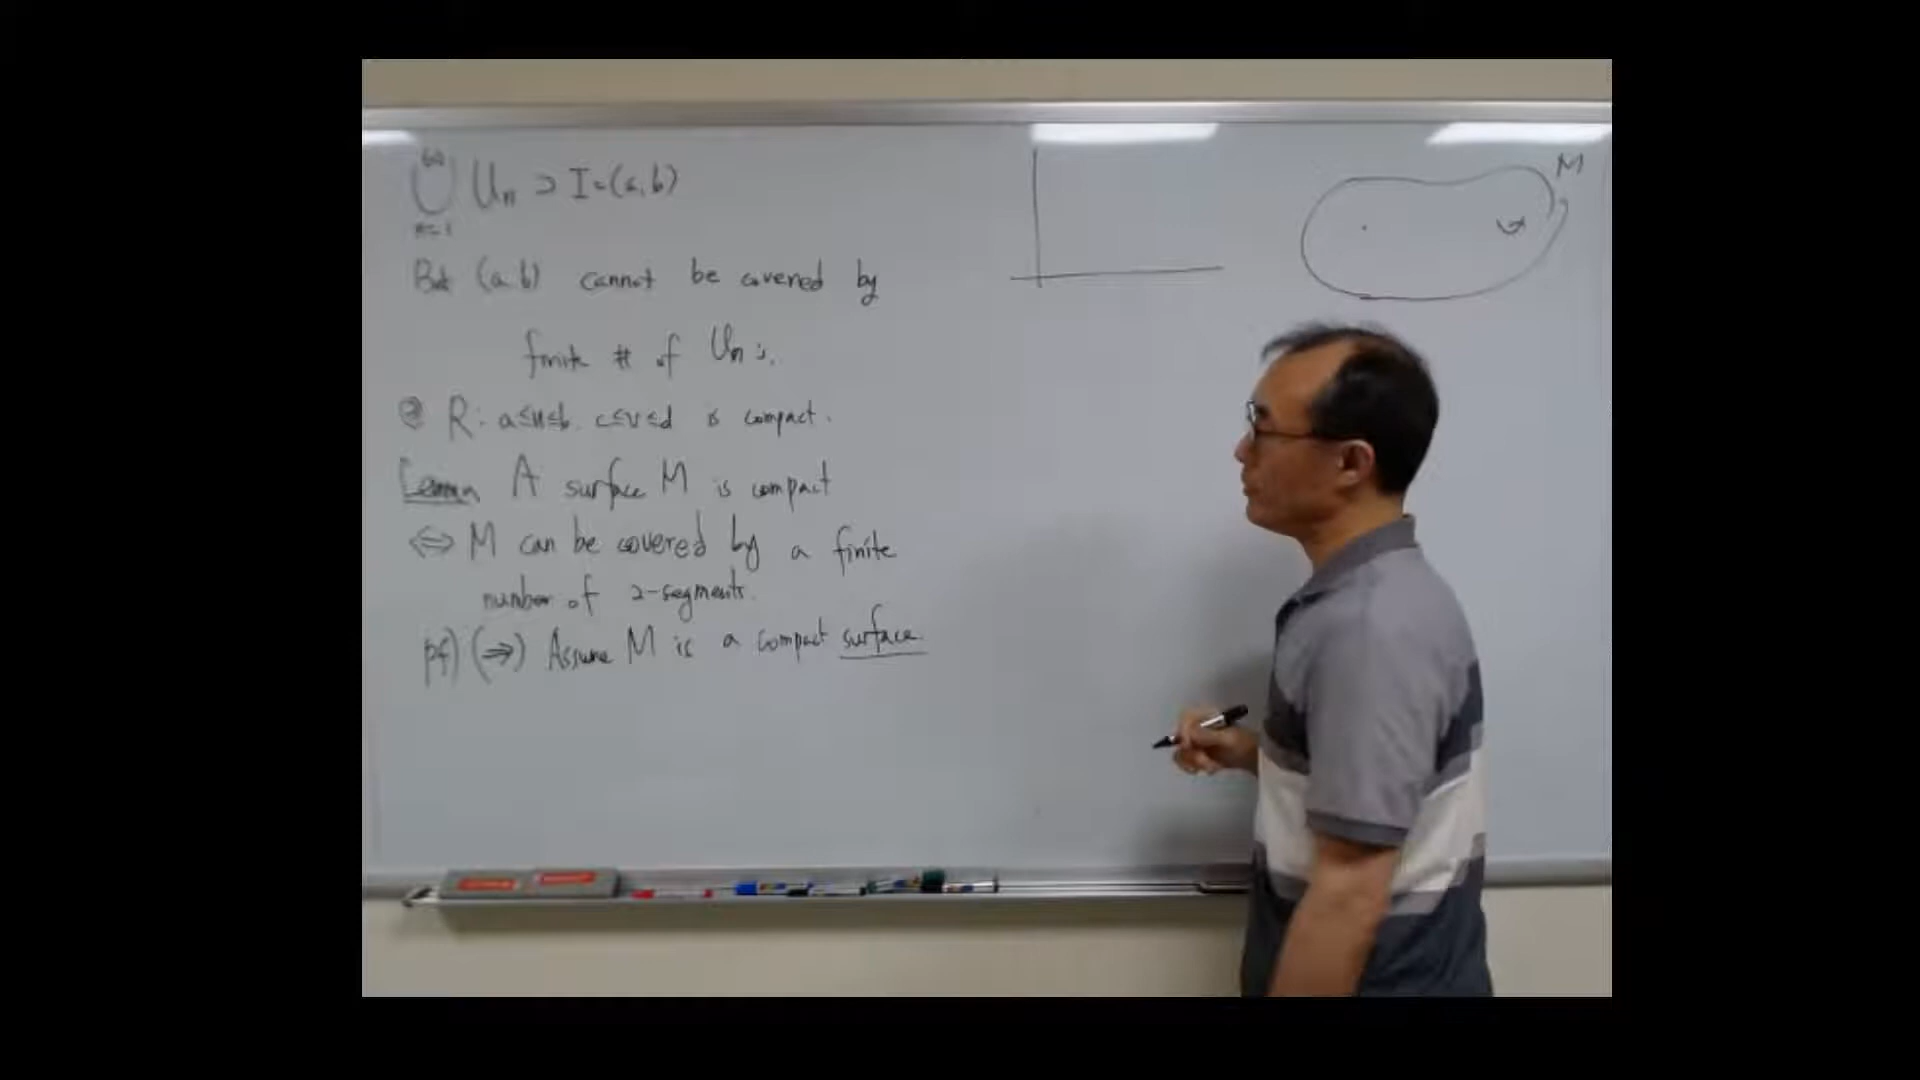 ∞
⋃ Uₙ ⊃ I=(a,b)
n=1
But (a,b) cannot be covered by
finite # of Uₙ's.
② R: a≤u≤b, c≤v≤d is compact.
Lemma A surface M is compact
⇔ M can be covered by a finite
number of 2-segments.
pf) (⇒) Assume M is a compact surface.
M